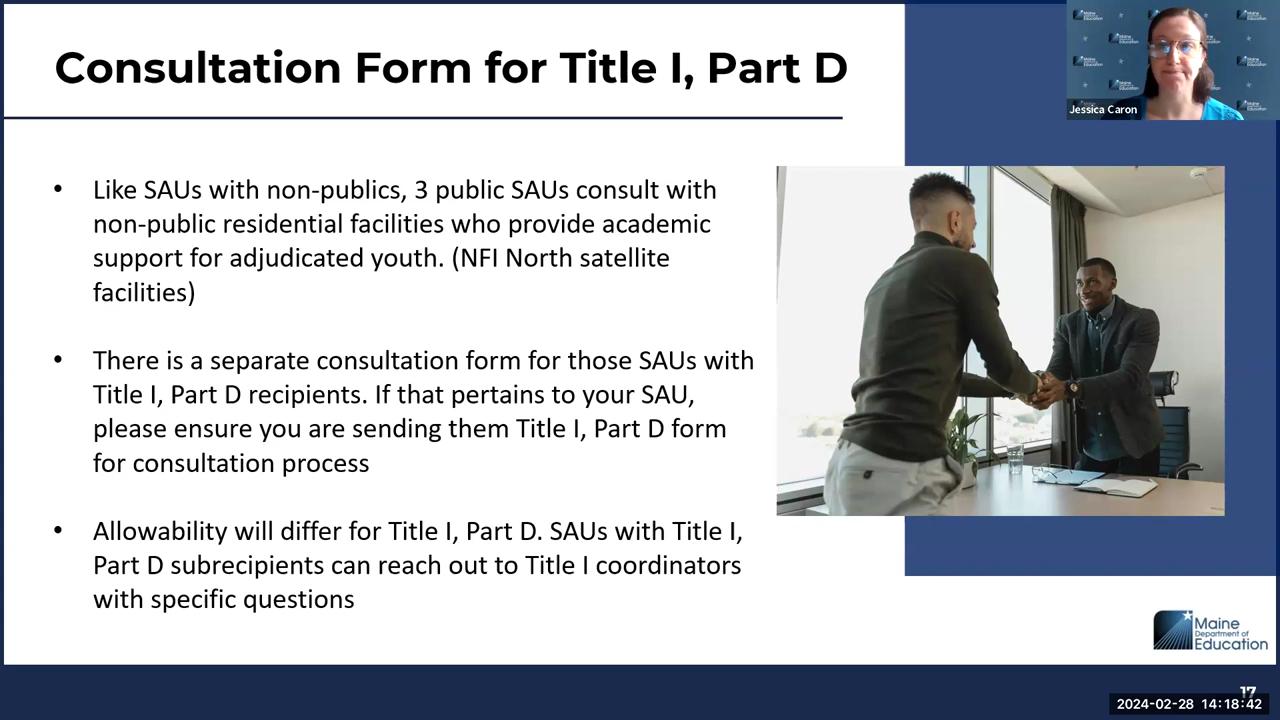 Consultation Form for Title I, Part D
Maine
Department of
Education
Jessica Caron
• Like SAUs with non-publics, 3 public SAUs consult with
non-public residential facilities who provide academic
support for adjudicated youth. (NFI North satellite
facilities)
• There is a separate consultation form for those SAUs with
Title I, Part D recipients. If that pertains to your SAU,
please ensure you are sending them Title I, Part D form
for consultation process
• Allowability will differ for Title I, Part D. SAUs with Title I,
Part D subrecipients can reach out to Title I coordinators
with specific questions
Maine
Department of
Education
17
2024-02-28 14:18:42